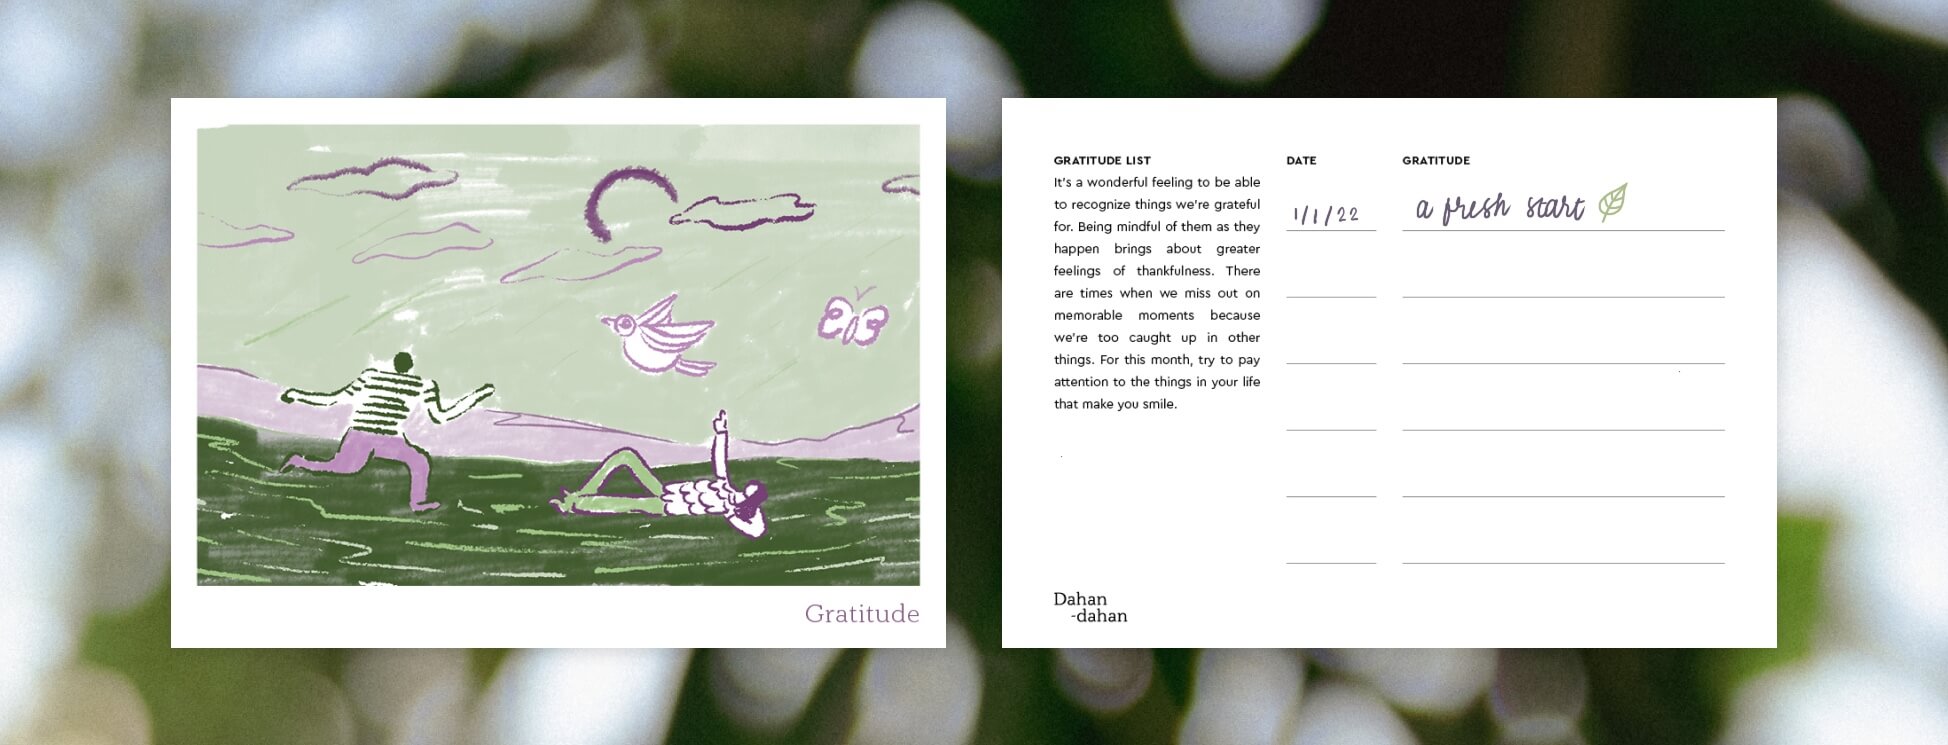 Gratitude
GRATITUDE LIST
It's a wonderful feeling to be able
to recognize things we're grateful
for. Being mindful of them as they
happen brings about greater
feelings of thankfulness. There
are times when we miss out on
memorable moments because
we're too caught up in other
things. For this month, try to pay
attention to the things in your life
that make you smile.
Dahan
-dahan
DATE
1/1/22
GRATITUDE
a fresh start